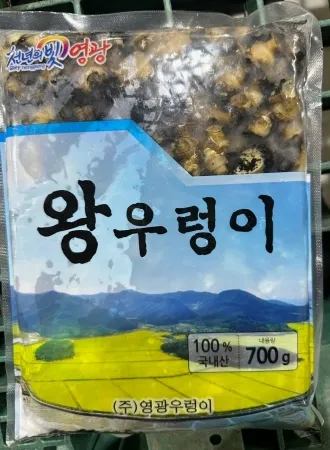 천년의 빛 영광
왕우렁이
100%
국내산
내용량
700g
(주)영광우렁이